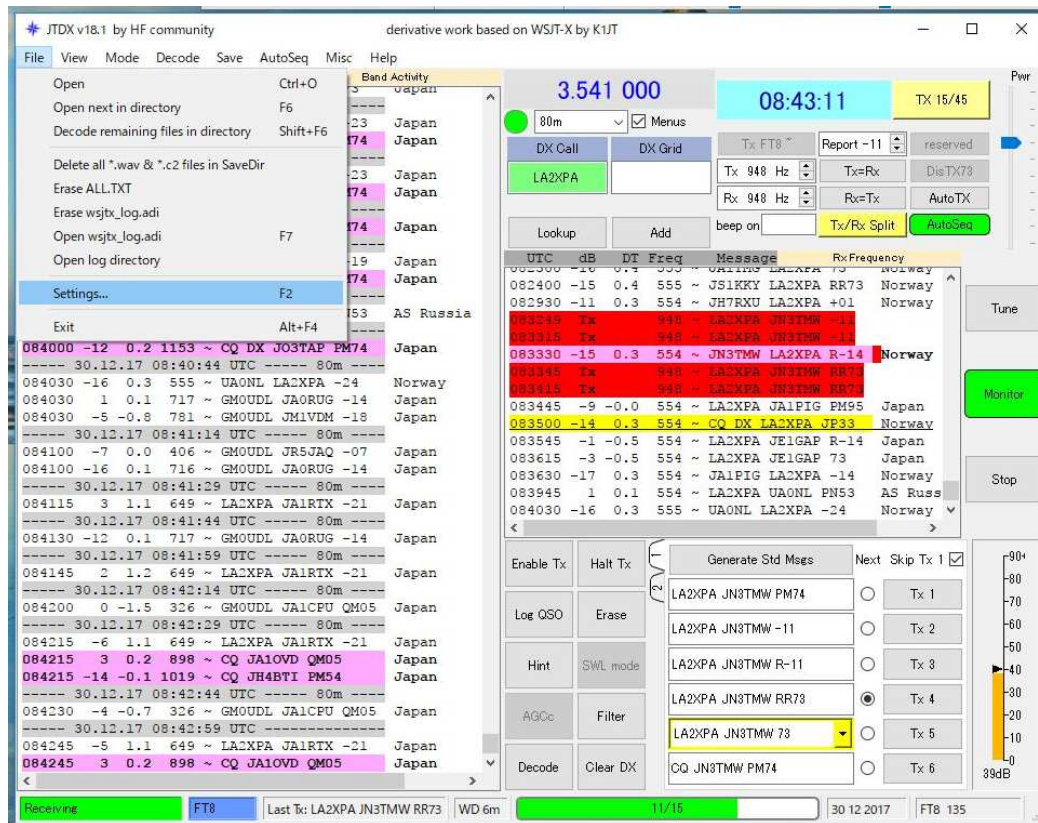 JTDX v18.1 by HF community derivative work based on WSJT-X by K1JT
File View Mode Decode Save AutoSeq Misc Help
Open Ctrl+O
Open next in directory F6
Decode remaining files in directory Shift+F6
Delete all *.wav & *.c2 files in SaveDir
Erase ALL.TXT
Erase wsjtx_log.adi
Open wsjtx_log.adi F7
Open log directory
Settings... F2
Exit Alt+F4
Band Activity
Japan
----
-23 Japan
M74 Japan
----
-23 Japan
M74 Japan
----
M74 Japan
----
-19 Japan
M74 Japan
----
N53 AS Russia
----
084000 -12 0.2 1153 ~ CQ DX JO3TAP PM74 Japan
----- 30.12.17 08:40:44 UTC ----- 80m ----
084030 -16 0.3 555 ~ UA0NL LA2XPA -24 Norway
084030 1 0.1 717 ~ GM0UDL JA0RUG -14 Japan
084030 -5 -0.8 781 ~ GM0UDL JM1VDM -18 Japan
----- 30.12.17 08:41:14 UTC ----- 80m ----
084100 -7 0.0 406 ~ GM0UDL JR5JAQ -07 Japan
084100 -16 0.1 716 ~ GM0UDL JA0RUG -14 Japan
----- 30.12.17 08:41:29 UTC ----- 80m ----
084115 3 1.1 649 ~ LA2XPA JA1RTX -21 Japan
----- 30.12.17 08:41:44 UTC ----- 80m ----
084130 -12 0.1 717 ~ GM0UDL JA0RUG -14 Japan
----- 30.12.17 08:41:59 UTC ----- 80m ----
084145 2 1.2 649 ~ LA2XPA JA1RTX -21 Japan
----- 30.12.17 08:42:14 UTC ----- 80m ----
084200 0 -1.5 326 ~ GM0UDL JA1CPU QM05 Japan
----- 30.12.17 08:42:29 UTC ----- 80m ----
084215 -6 1.1 649 ~ LA2XPA JA1RTX -21 Japan
084215 3 0.2 898 ~ CQ JA1OVD QM05 Japan
084215 -14 -0.1 1019 ~ CQ JH4BTI PM54 Japan
----- 30.12.17 08:42:44 UTC ----- 80m ----
084230 -4 -0.7 326 ~ GM0UDL JA1CPU QM05 Japan
----- 30.12.17 08:42:59 UTC ---------------
084245 -5 1.1 649 ~ LA2XPA JA1RTX -21 Japan
084245 3 0.2 898 ~ CQ JA1OVD QM05 Japan
3.541 000
08:43:11
TX 15/45
Pwr
80m Menus
DX Call DX Grid
LA2XPA
Lookup Add
Tx FT8 ~ Report -11 reserved
Tx 948 Hz Tx=Rx DisTX73
Rx 948 Hz Rx=Tx AutoTX
beep on Tx/Rx Split AutoSeq
UTC dB DT Freq Message Rx Frequency
082300 -16 0.4 555 ~ LA2XPA 73 Norway
082400 -15 0.4 555 ~ JS1KKY LA2XPA RR73 Norway
082930 -11 0.3 554 ~ JH7RXU LA2XPA +01 Norway
083249 Tx 948 ~ LA2XPA JN3TMW -11
083315 Tx 948 ~ LA2XPA JN3TMW -11
083330 -15 0.3 554 ~ JN3TMW LA2XPA R-14 Norway
083345 Tx 948 ~ LA2XPA JN3TMW RR73
083415 Tx 948 ~ LA2XPA JN3TMW RR73
083445 -9 -0.0 554 ~ LA2XPA JA1PIG PM95 Japan
083500 -14 0.3 554 ~ CQ DX LA2XPA JP33 Norway
083545 -1 -0.5 554 ~ LA2XPA JE1GAP R-14 Japan
083615 -3 -0.5 554 ~ LA2XPA JE1GAP 73 Japan
083630 -17 0.3 554 ~ JA1PIG LA2XPA -14 Norway
083945 1 0.1 554 ~ LA2XPA UA0NL PN53 AS Russ
084030 -16 0.3 555 ~ UA0NL LA2XPA -24 Norway
Tune
Monitor
Stop
Enable Tx Halt Tx
Log QSO Erase
Hint SWL mode
AGCc Filter
Decode Clear DX
1
2
Generate Std Msgs Next Skip Tx 1
LA2XPA JN3TMW PM74 Tx 1
LA2XPA JN3TMW -11 Tx 2
LA2XPA JN3TMW R-11 Tx 3
LA2XPA JN3TMW RR73 Tx 4
LA2XPA JN3TMW 73 Tx 5
CQ JN3TMW PM74 Tx 6
-90
-80
-70
-60
-50
-40
-30
-20
-10
0
39dB
Receiving FT8 Last Tx: LA2XPA JN3TMW RR73 WD 6m 11/15 30 12 2017 FT8 135